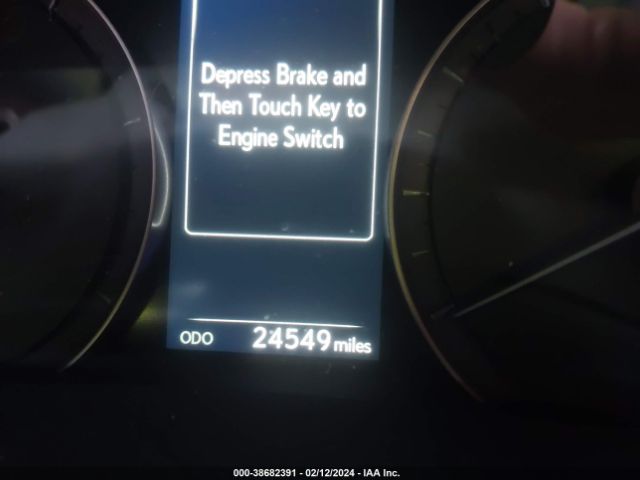 Depress Brake and
Then Touch Key to
Engine Switch
ODO 24549 miles
000-38682391 - 02/12/2024 - IAA Inc.